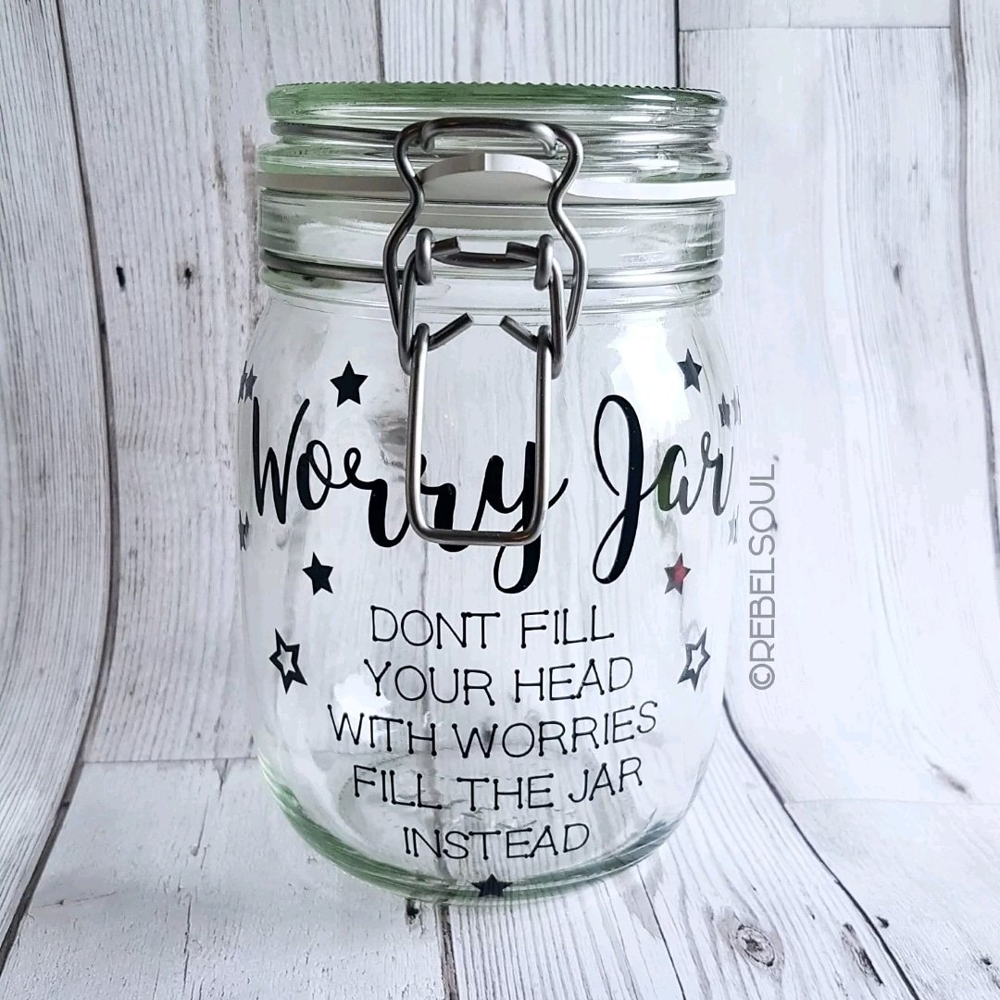 Worry Jar
DONT FILL
YOUR HEAD
WITH WORRIES
FILL THE JAR
INSTEAD
©REBELSOUL